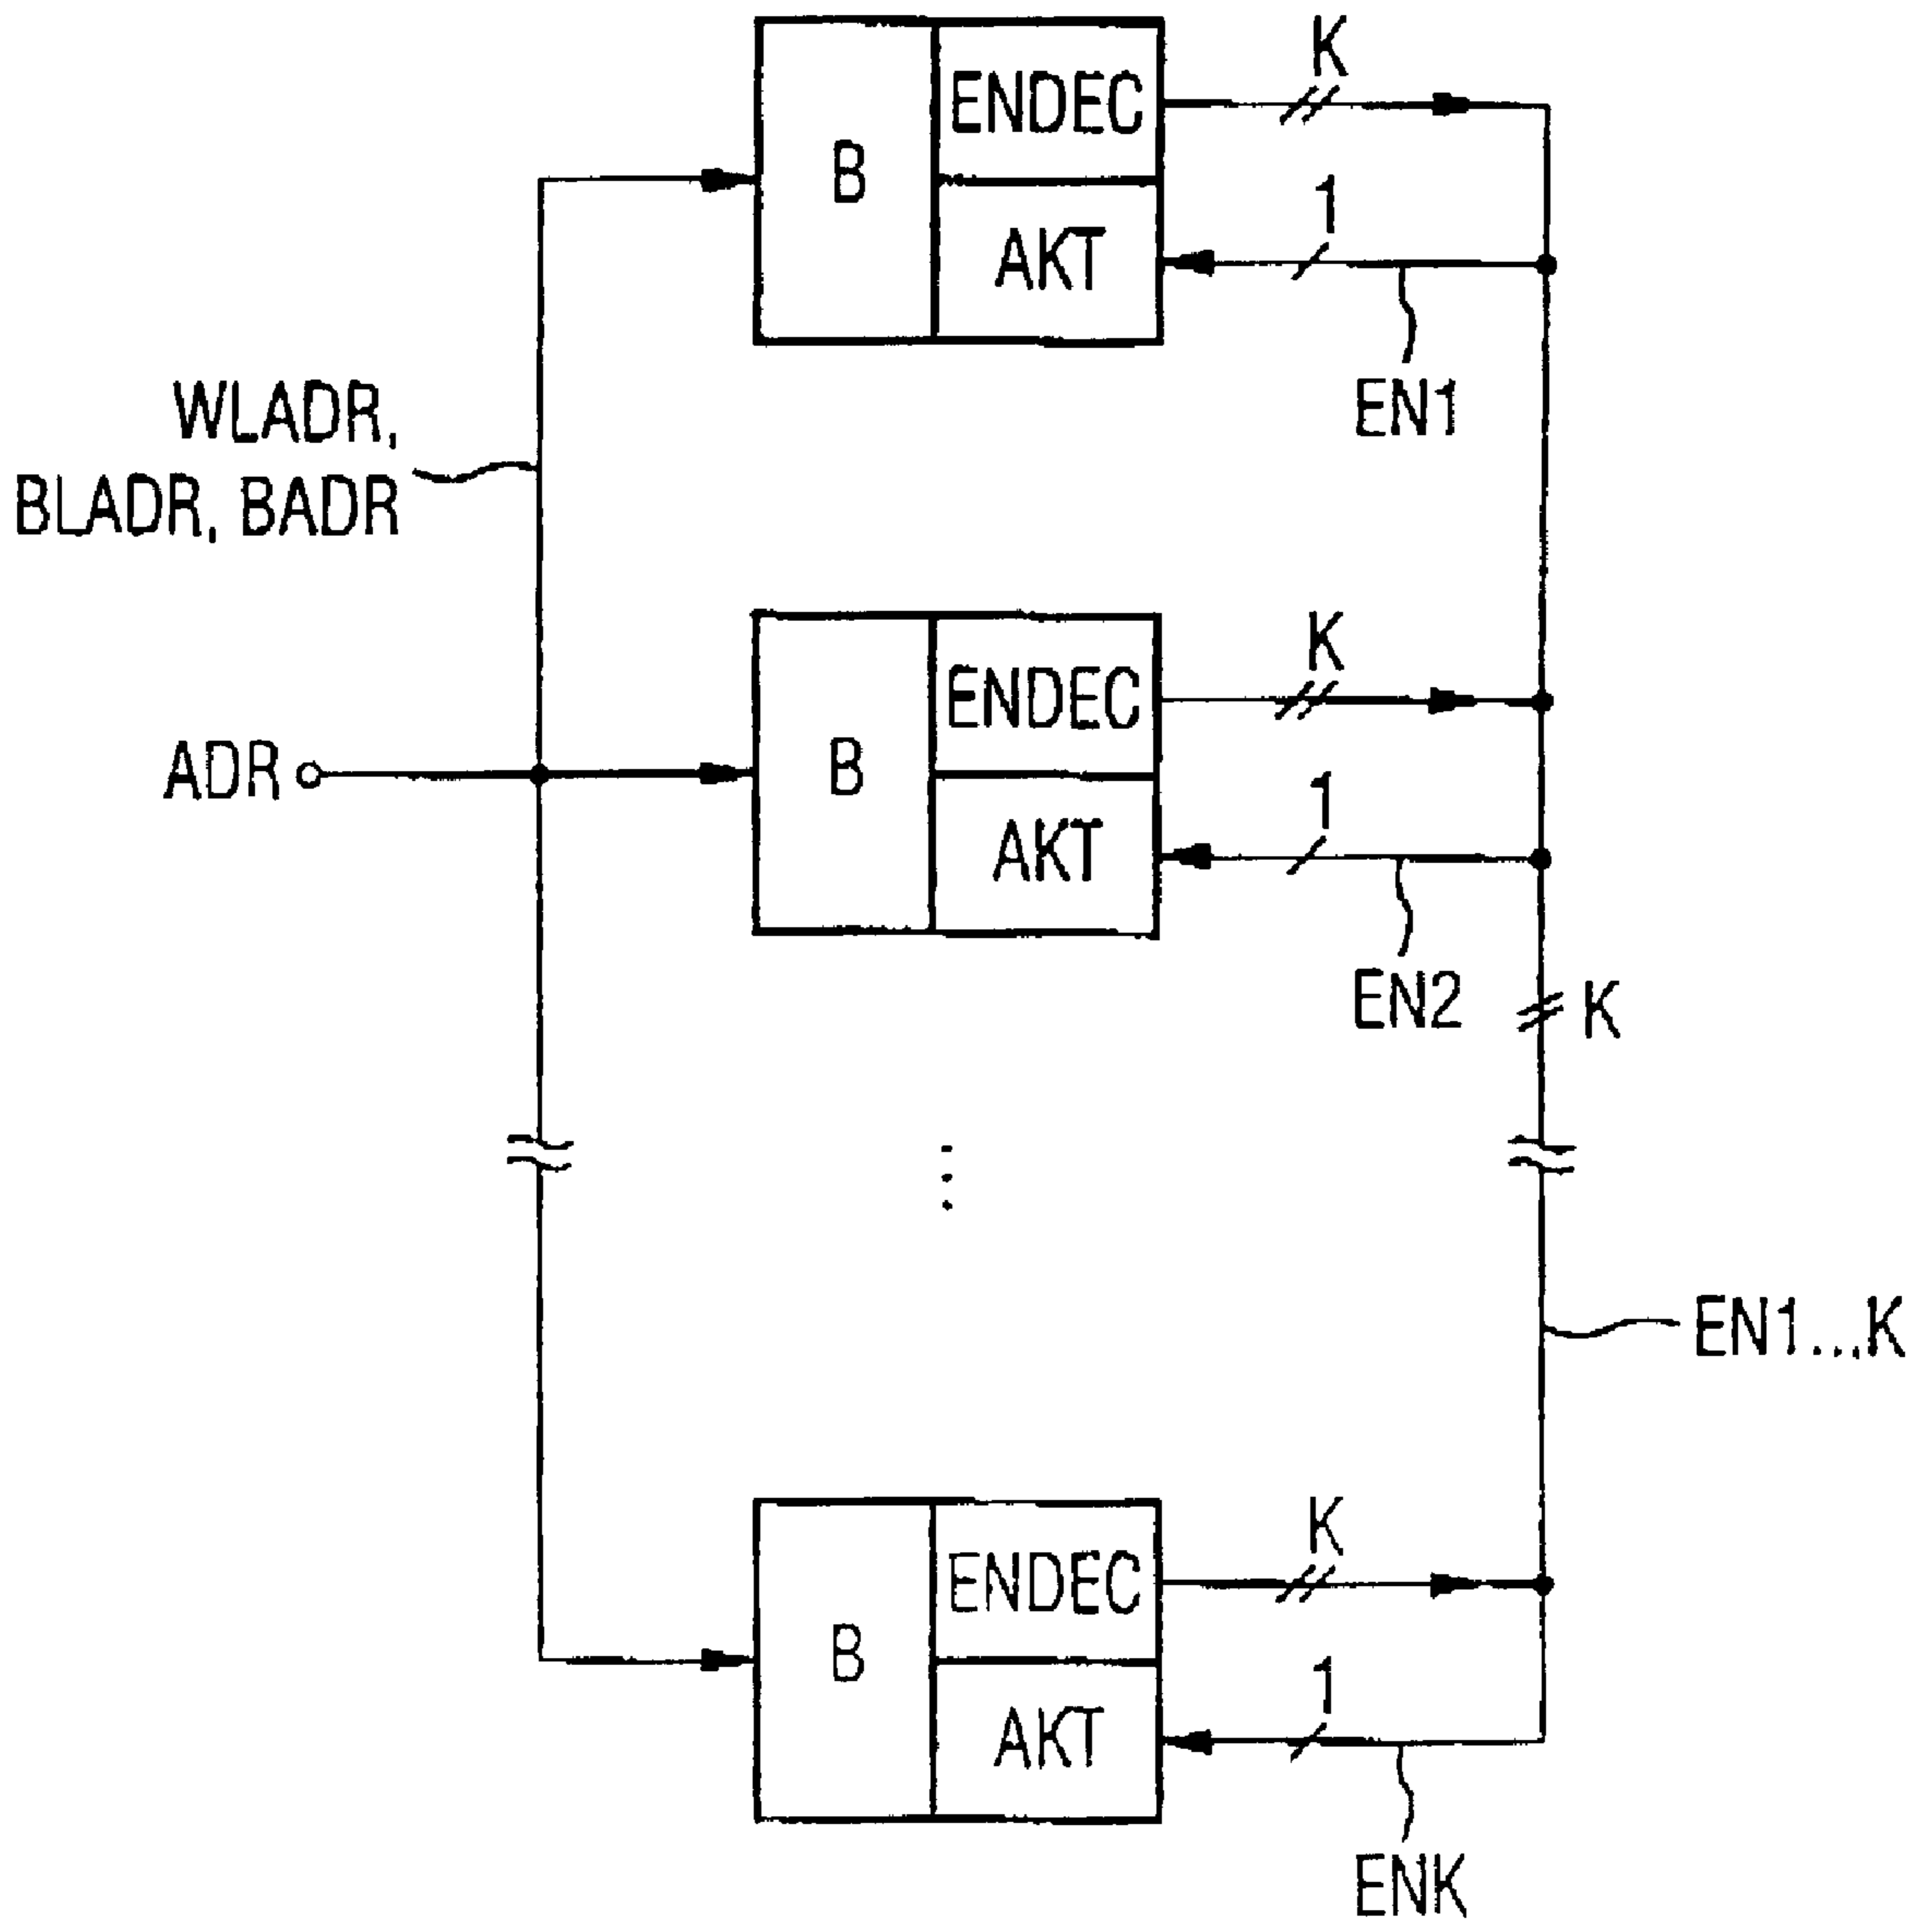 K
ENDEC
B
1
AKT
WLADR,
EN1
BLADR, BADR
K
ENDEC
ADR
B
1
AKT
EN2
K
EN1...K
K
ENDEC
B
1
AKT
ENK